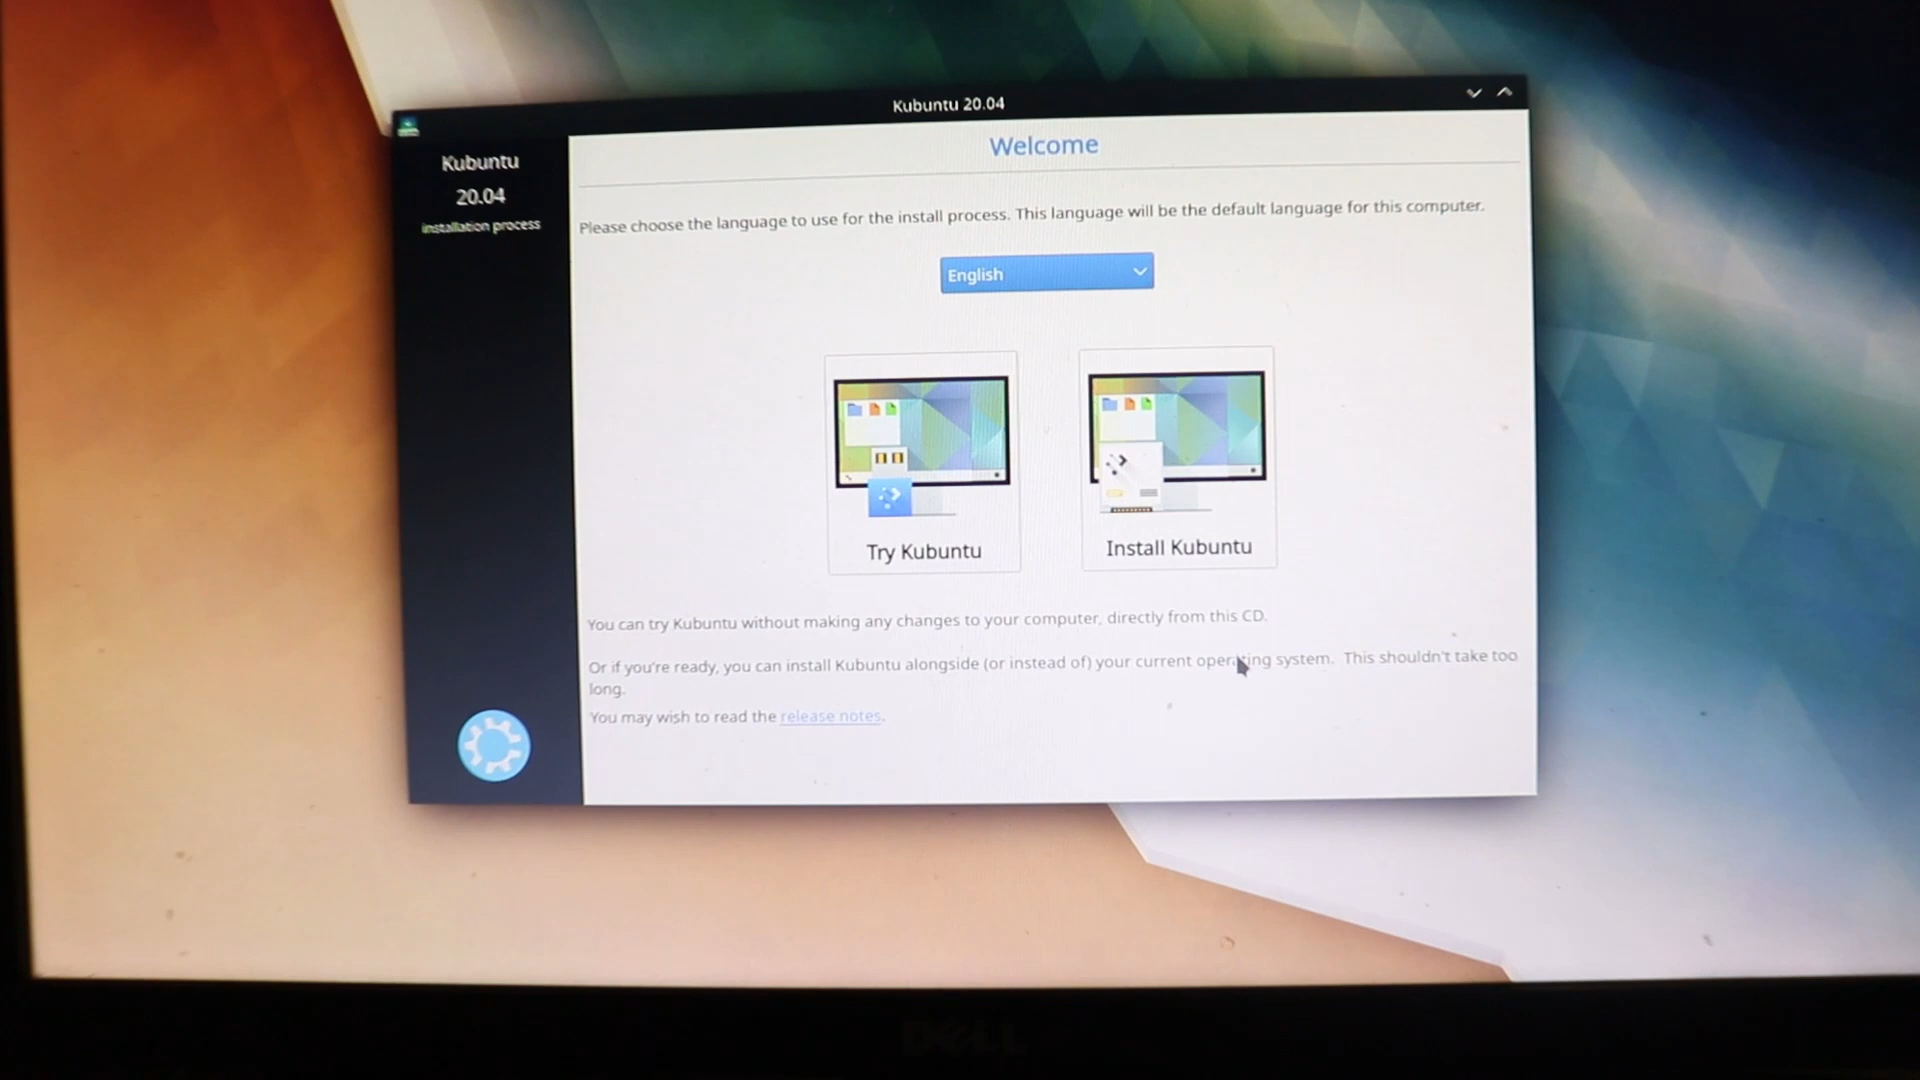 Kubuntu 20.04
Kubuntu
20.04
installation process
Welcome
Please choose the language to use for the install process. This language will be the default language for this computer.
English
Try Kubuntu
Install Kubuntu
You can try Kubuntu without making any changes to your computer, directly from this CD.
Or if you're ready, you can install Kubuntu alongside (or instead of) your current operating system. This shouldn't take too
long.
You may wish to read the release notes.
DELL